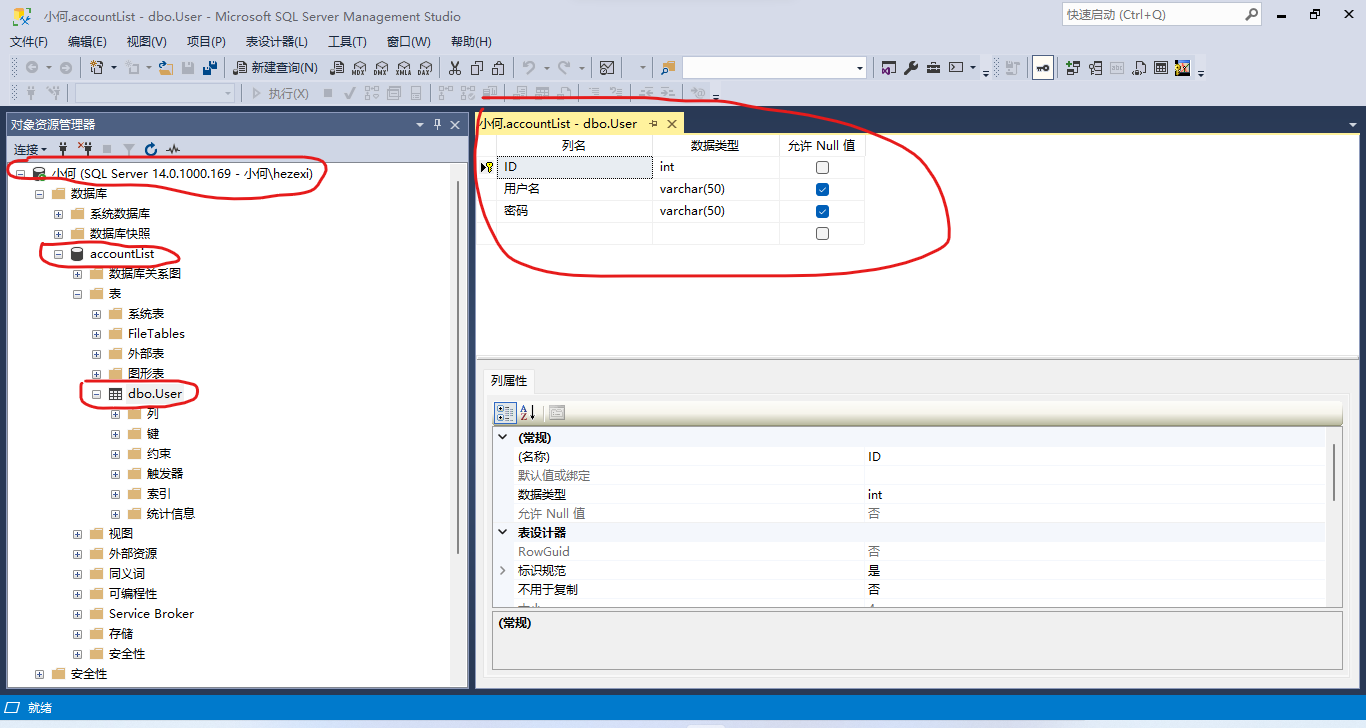 小何.accountList - dbo.User - Microsoft SQL Server Management Studio
快速启动 (Ctrl+Q)
文件(F) 编辑(E) 视图(V) 项目(P) 表设计器(L) 工具(T) 窗口(W) 帮助(H)
新建查询(N) MDX DMX XMLA DAX
执行(X)
对象资源管理器
连接
小何 (SQL Server 14.0.1000.169 - 小何\hezexi)
数据库
系统数据库
数据库快照
accountList
数据库关系图
表
系统表
FileTables
外部表
图形表
dbo.User
列
键
约束
触发器
索引
统计信息
视图
外部资源
同义词
可编程性
Service Broker
存储
安全性
安全性
小何.accountList - dbo.User
列名 数据类型 允许 Null 值
ID int
用户名 varchar(50)
密码 varchar(50)
列属性
(常规)
(名称) ID
默认值或绑定
数据类型 int
允许 Null 值 否
表设计器
RowGuid 否
标识规范 是
不用于复制 否
(常规)
就绪